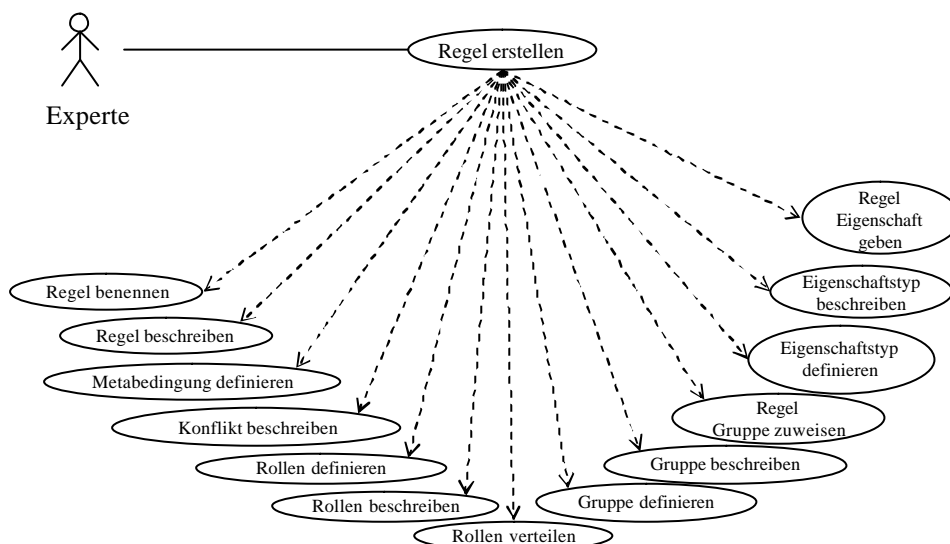 Regel erstellen
Experte
Regel
Eigenschaft
geben
Regel benennen
Eigenschaftstyp
beschreiben
Regel beschreiben
Eigenschaftstyp
definieren
Metabedingung definieren
Regel
Gruppe zuweisen
Konflikt beschreiben
Gruppe beschreiben
Rollen definieren
Gruppe definieren
Rollen beschreiben
Rollen verteilen